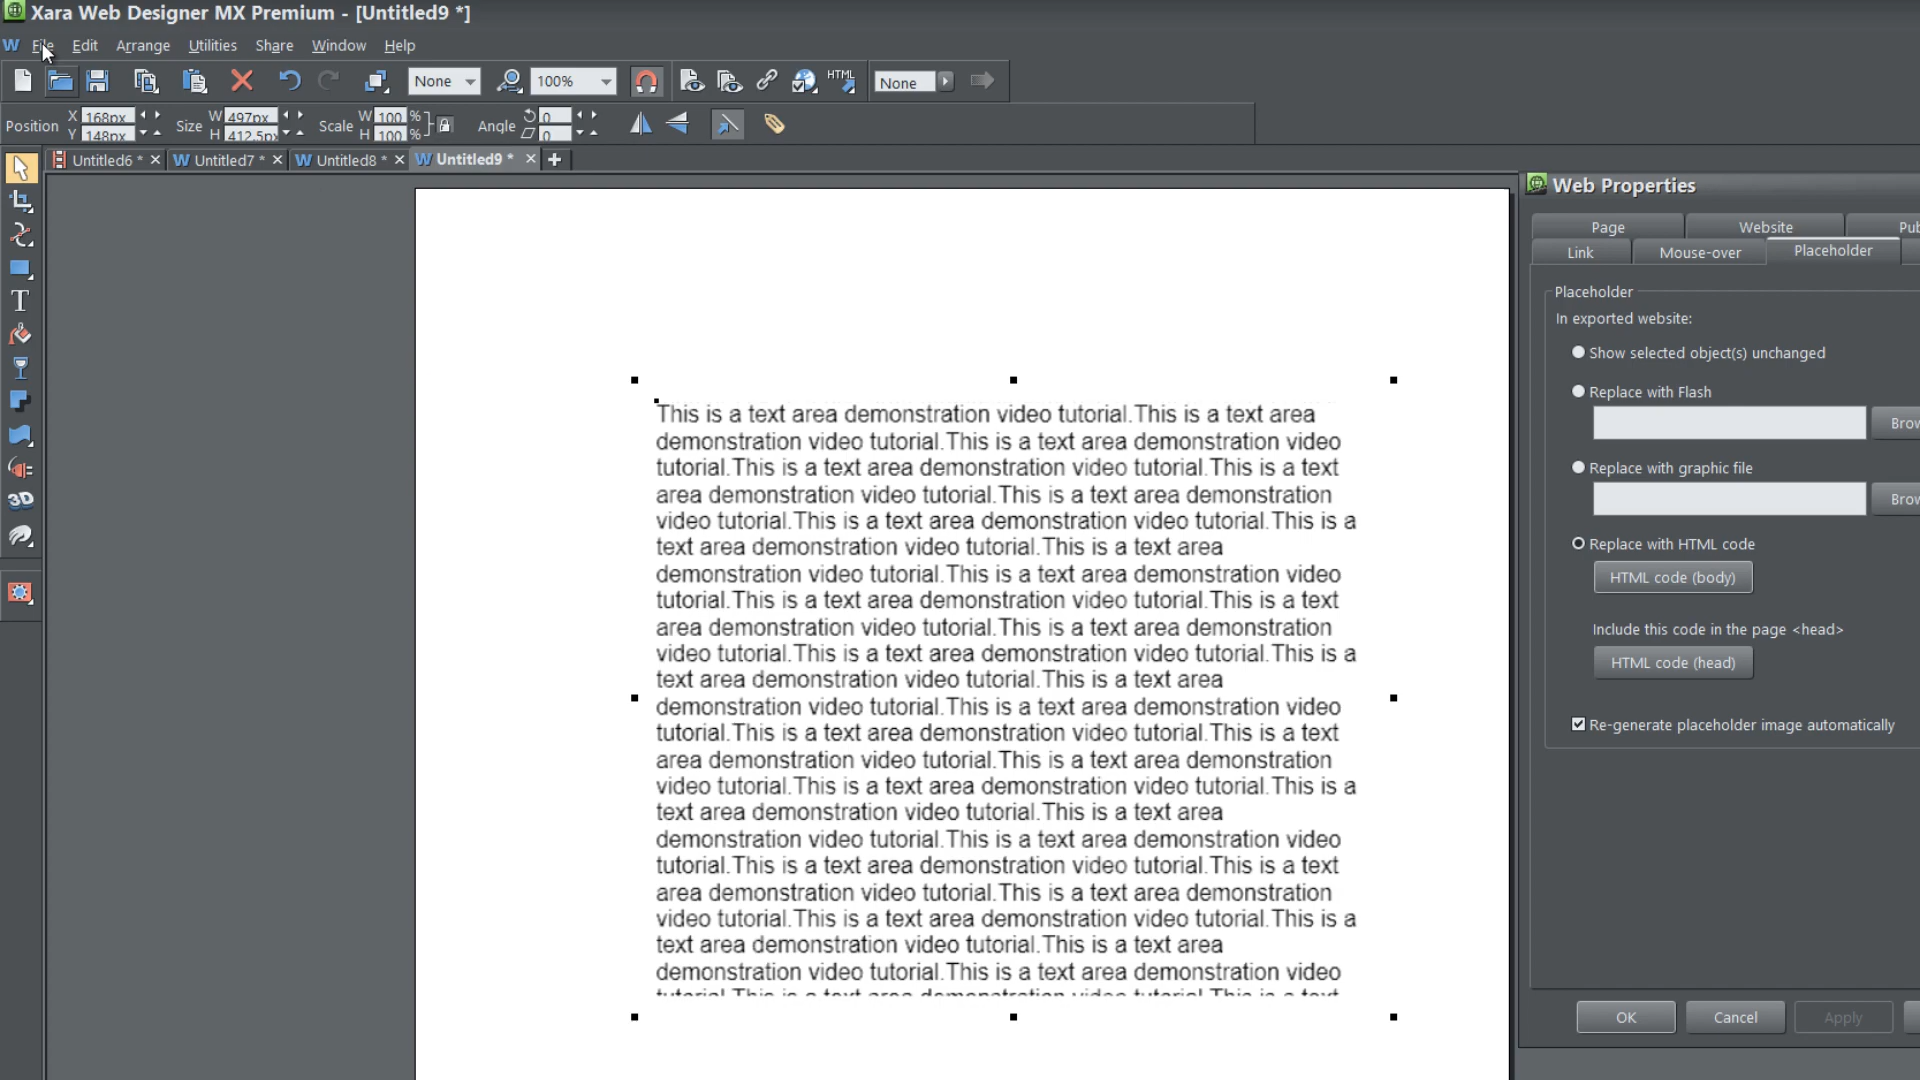 Xara Web Designer MX Premium - [Untitled9 *]
W File Edit Arrange Utilities Share Window Help
None 100% HTML None
Position X 168px Size W 497px Scale W 100 % Angle 0
Y 148px H 412.5px H 100 % 0
Untitled6 * W Untitled7 * W Untitled8 * W Untitled9 *
Web Properties
Page Website
Link Mouse-over Placeholder
Placeholder
In exported website:
Show selected object(s) unchanged
Replace with Flash
Brow
Replace with graphic file
Brow
Replace with HTML code
HTML code (body)
Include this code in the page <head>
HTML code (head)
Re-generate placeholder image automatically
OK Cancel Apply
T
3D
This is a text area demonstration video tutorial.This is a text area
demonstration video tutorial.This is a text area demonstration video
tutorial.This is a text area demonstration video tutorial.This is a text
area demonstration video tutorial.This is a text area demonstration
video tutorial.This is a text area demonstration video tutorial.This is a
text area demonstration video tutorial.This is a text area
demonstration video tutorial.This is a text area demonstration video
tutorial.This is a text area demonstration video tutorial.This is a text
area demonstration video tutorial.This is a text area demonstration
video tutorial.This is a text area demonstration video tutorial.This is a
text area demonstration video tutorial.This is a text area
demonstration video tutorial.This is a text area demonstration video
tutorial.This is a text area demonstration video tutorial.This is a text
area demonstration video tutorial.This is a text area demonstration
video tutorial.This is a text area demonstration video tutorial.This is a
text area demonstration video tutorial.This is a text area
demonstration video tutorial.This is a text area demonstration video
tutorial.This is a text area demonstration video tutorial.This is a text
area demonstration video tutorial.This is a text area demonstration
video tutorial.This is a text area demonstration video tutorial.This is a
text area demonstration video tutorial.This is a text area
demonstration video tutorial.This is a text area demonstration video
tutorial.This is a text area demonstration video tutorial.This is a text